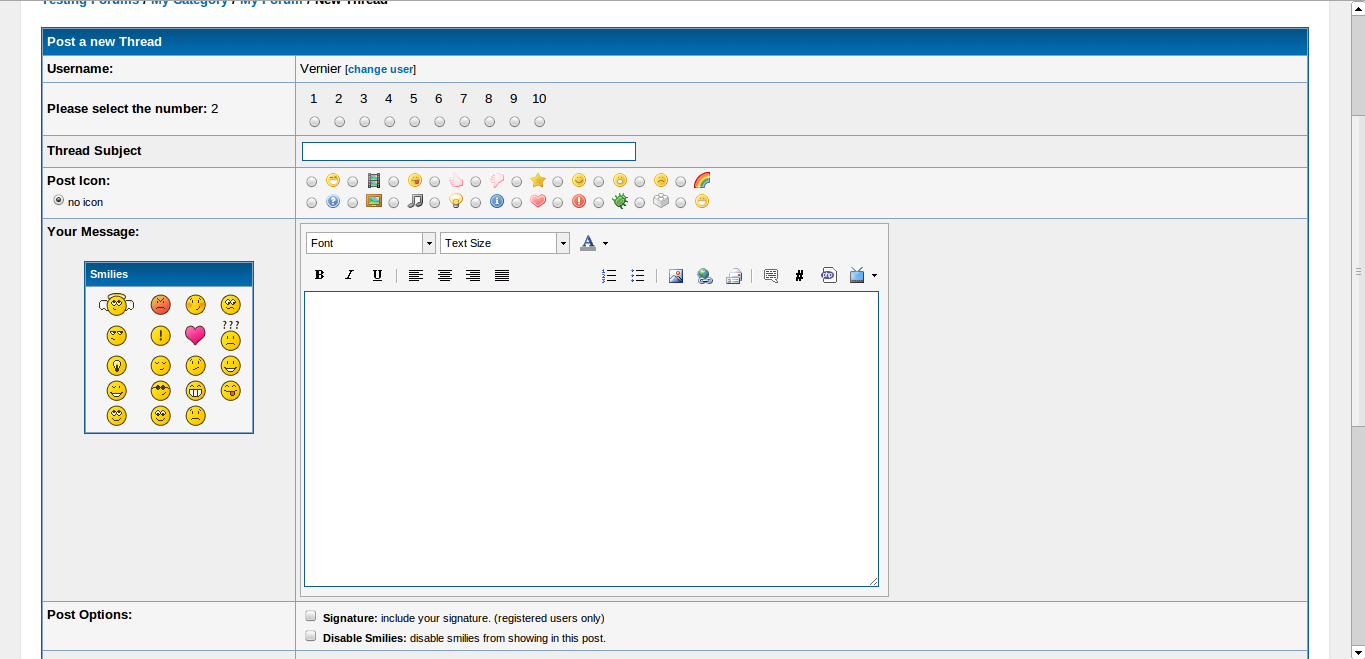 Testing Forums / My Category / My Forum / New Thread
Post a new Thread
Username: Vernier [change user]
Please select the number: 2 1 2 3 4 5 6 7 8 9 10
Thread Subject
Post Icon:
no icon
Your Message:
Font Text Size A
Smilies
B I U # php
???
Post Options:
Signature: include your signature. (registered users only)
Disable Smilies: disable smilies from showing in this post.